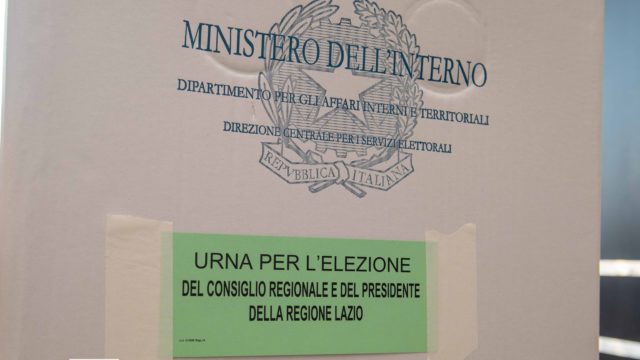 MINISTERO DELL'INTERNO
DIPARTIMENTO PER GLI AFFARI INTERNI E TERRITORIALI
DIREZIONE CENTRALE PER I SERVIZI ELETTORALI
REPVBBLICA ITALIANA
URNA PER L'ELEZIONE
DEL CONSIGLIO REGIONALE E DEL PRESIDENTE
DELLA REGIONE LAZIO